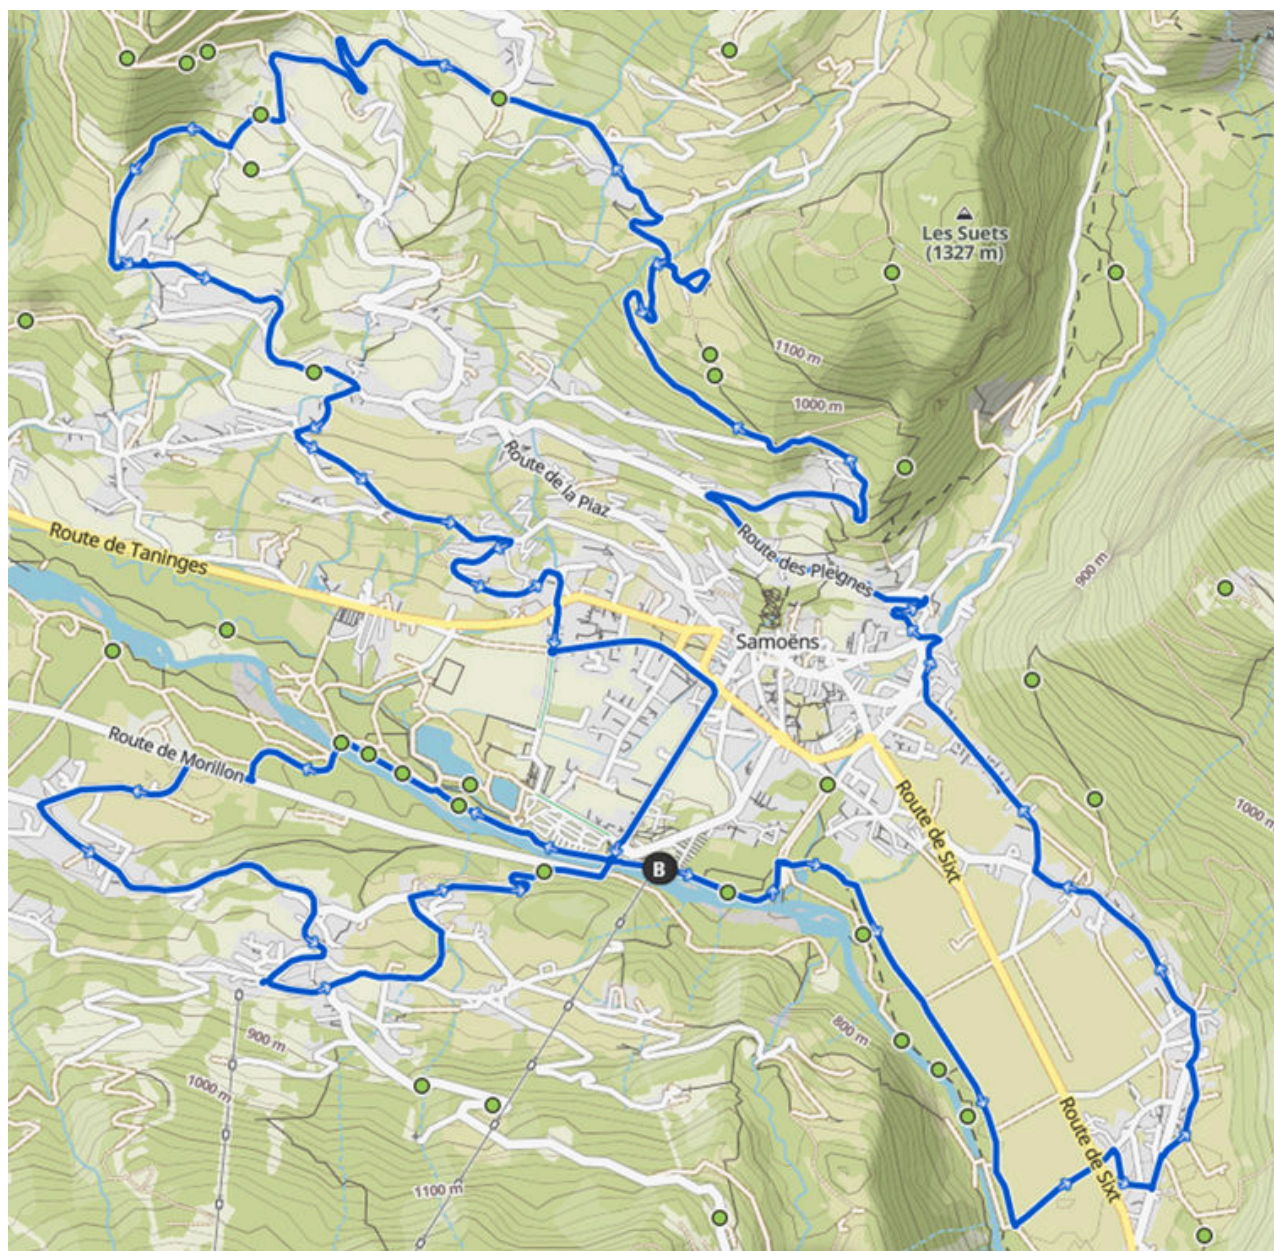 Les Suets
(1327 m)
1100 m
1000 m
Route de la Piaz
Route de Taninges
Route des Pleignes
900 m
Samoëns
Route de Morillon
Route de Sixt
1000 m
B
800 m
900 m
1000 m
Route de Sixt
1100 m